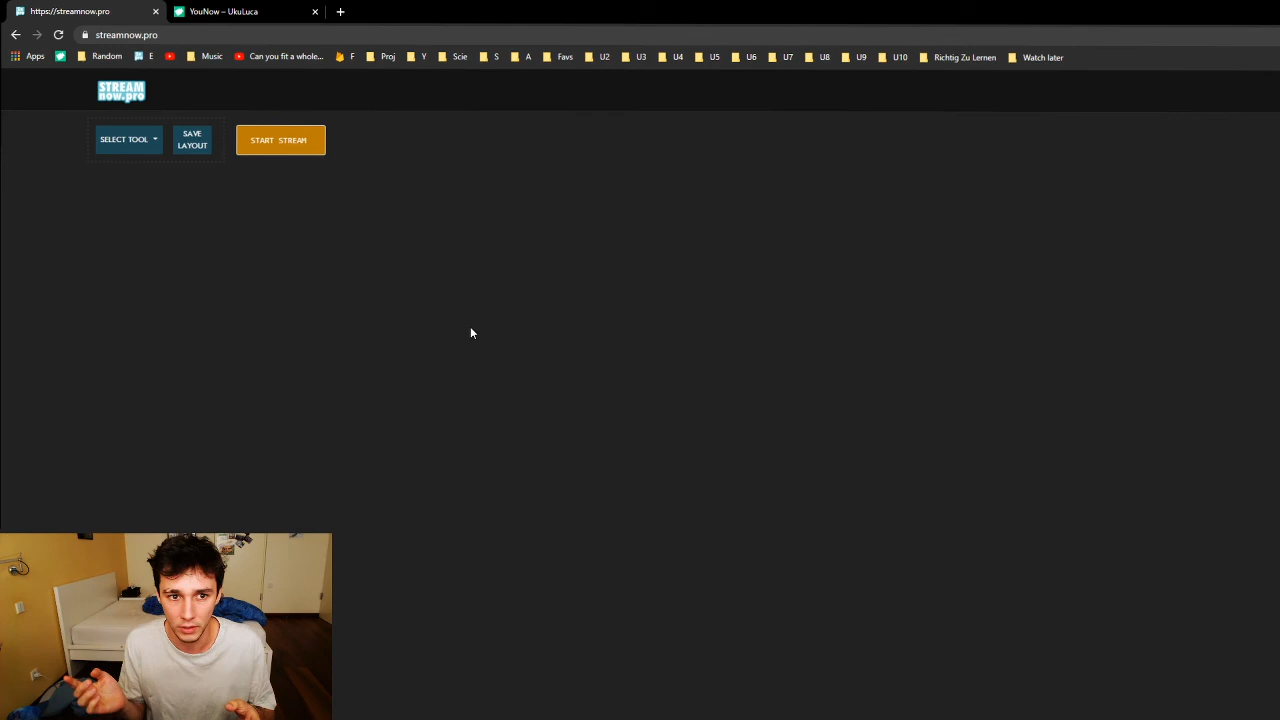 https://streamnow.pro
YouNow – UkuLuca
streamnow.pro
Apps Random E Music Can you fit a whole... F Proj Y Scie S A Favs U2 U3 U4 U5 U6 U7 U8 U9 U10 Richtig Zu Lernen Watch later
STREAM
now.pro
SELECT TOOL
SAVE
LAYOUT
START STREAM